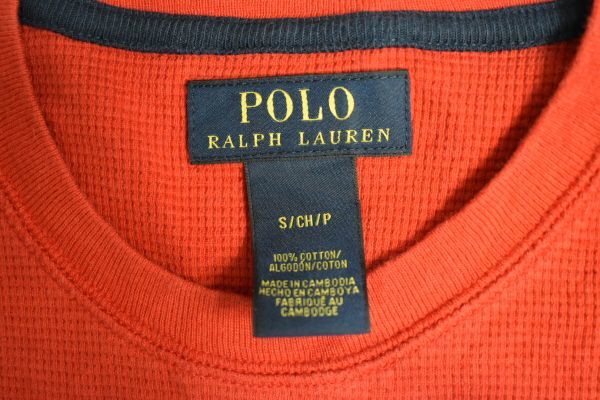 POLO
RALPH LAUREN
S/CH/P
100% COTTON/
ALGODÓN/COTON
MADE IN CAMBODIA
HECHO EN CAMBOYA
FABRIQUÉ AU
CAMBODGE